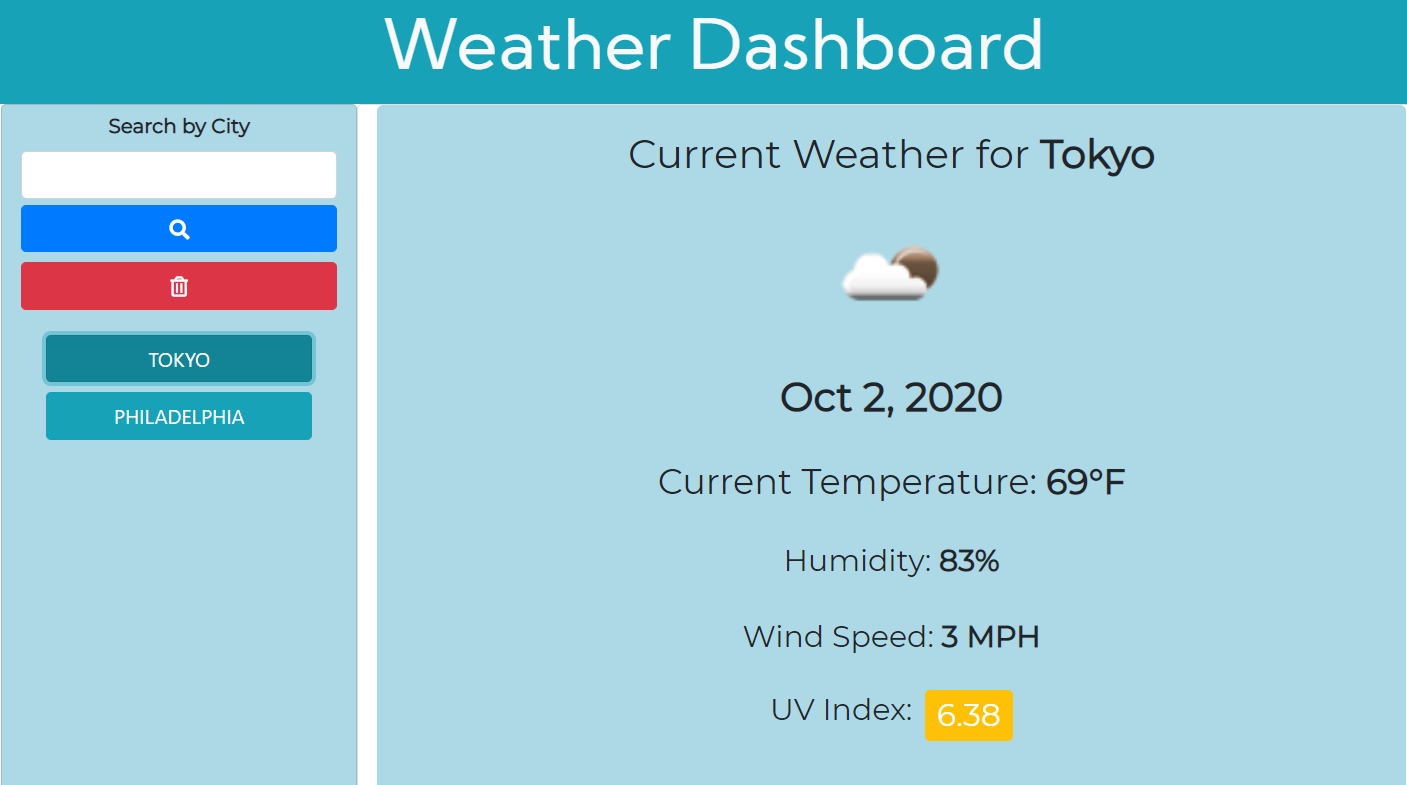 Weather Dashboard
Search by City
TOKYO
PHILADELPHIA
Current Weather for Tokyo
Oct 2, 2020
Current Temperature: 69°F
Humidity: 83%
Wind Speed: 3 MPH
UV Index: 6.38